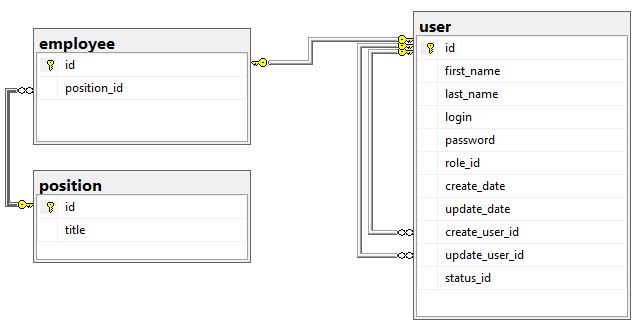 employee
id
position_id
position
id
title
user
id
first_name
last_name
login
password
role_id
create_date
update_date
create_user_id
update_user_id
status_id